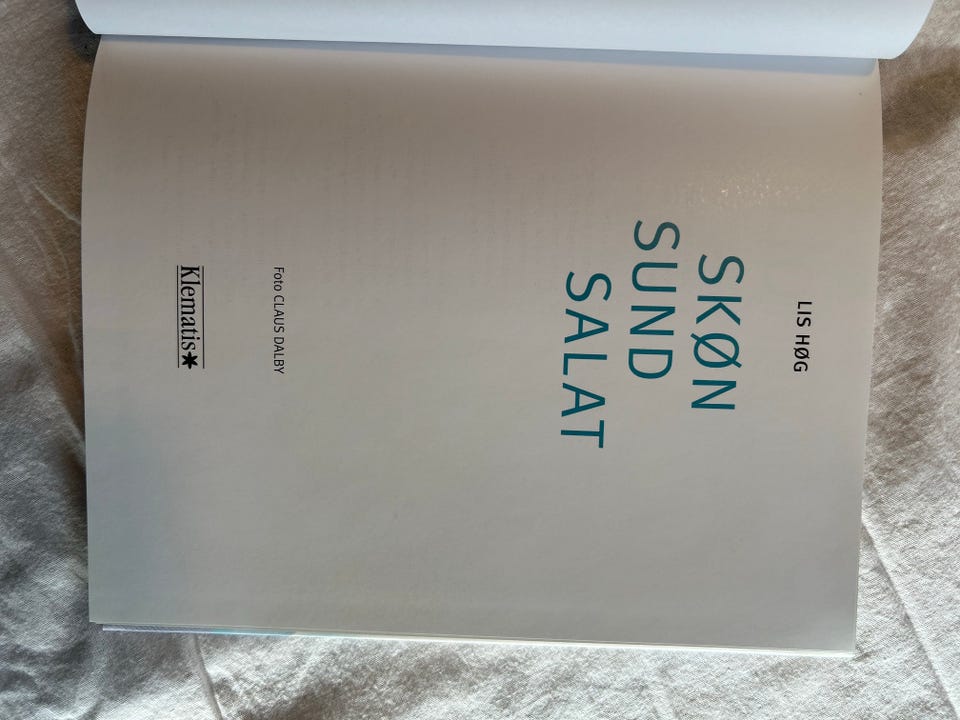 LIS HØG
SKØN
SUND
SALAT
Foto CLAUS DALBY
Klematis*